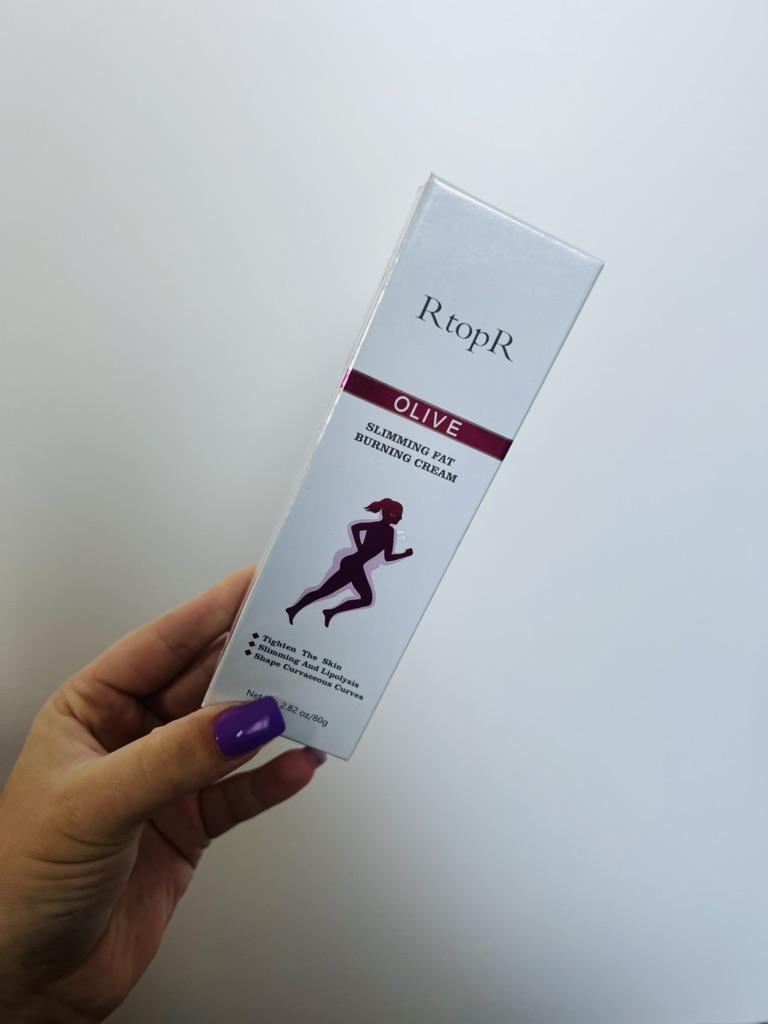 RtopR
OLIVE
SLIMMING FAT
BURNING CREAM
◆ Tighten The Skin
◆ Slimming And Lipolysis
◆ Shape Curvaceous Curves
Net 2.82 oz/80g